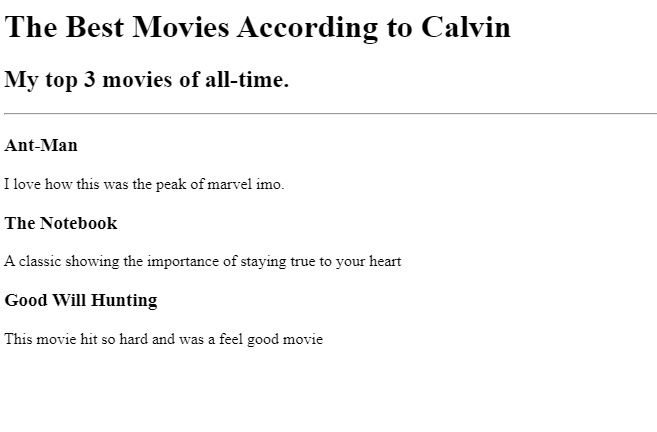 The Best Movies According to Calvin
My top 3 movies of all-time.
Ant-Man
I love how this was the peak of marvel imo.
The Notebook
A classic showing the importance of staying true to your heart
Good Will Hunting
This movie hit so hard and was a feel good movie